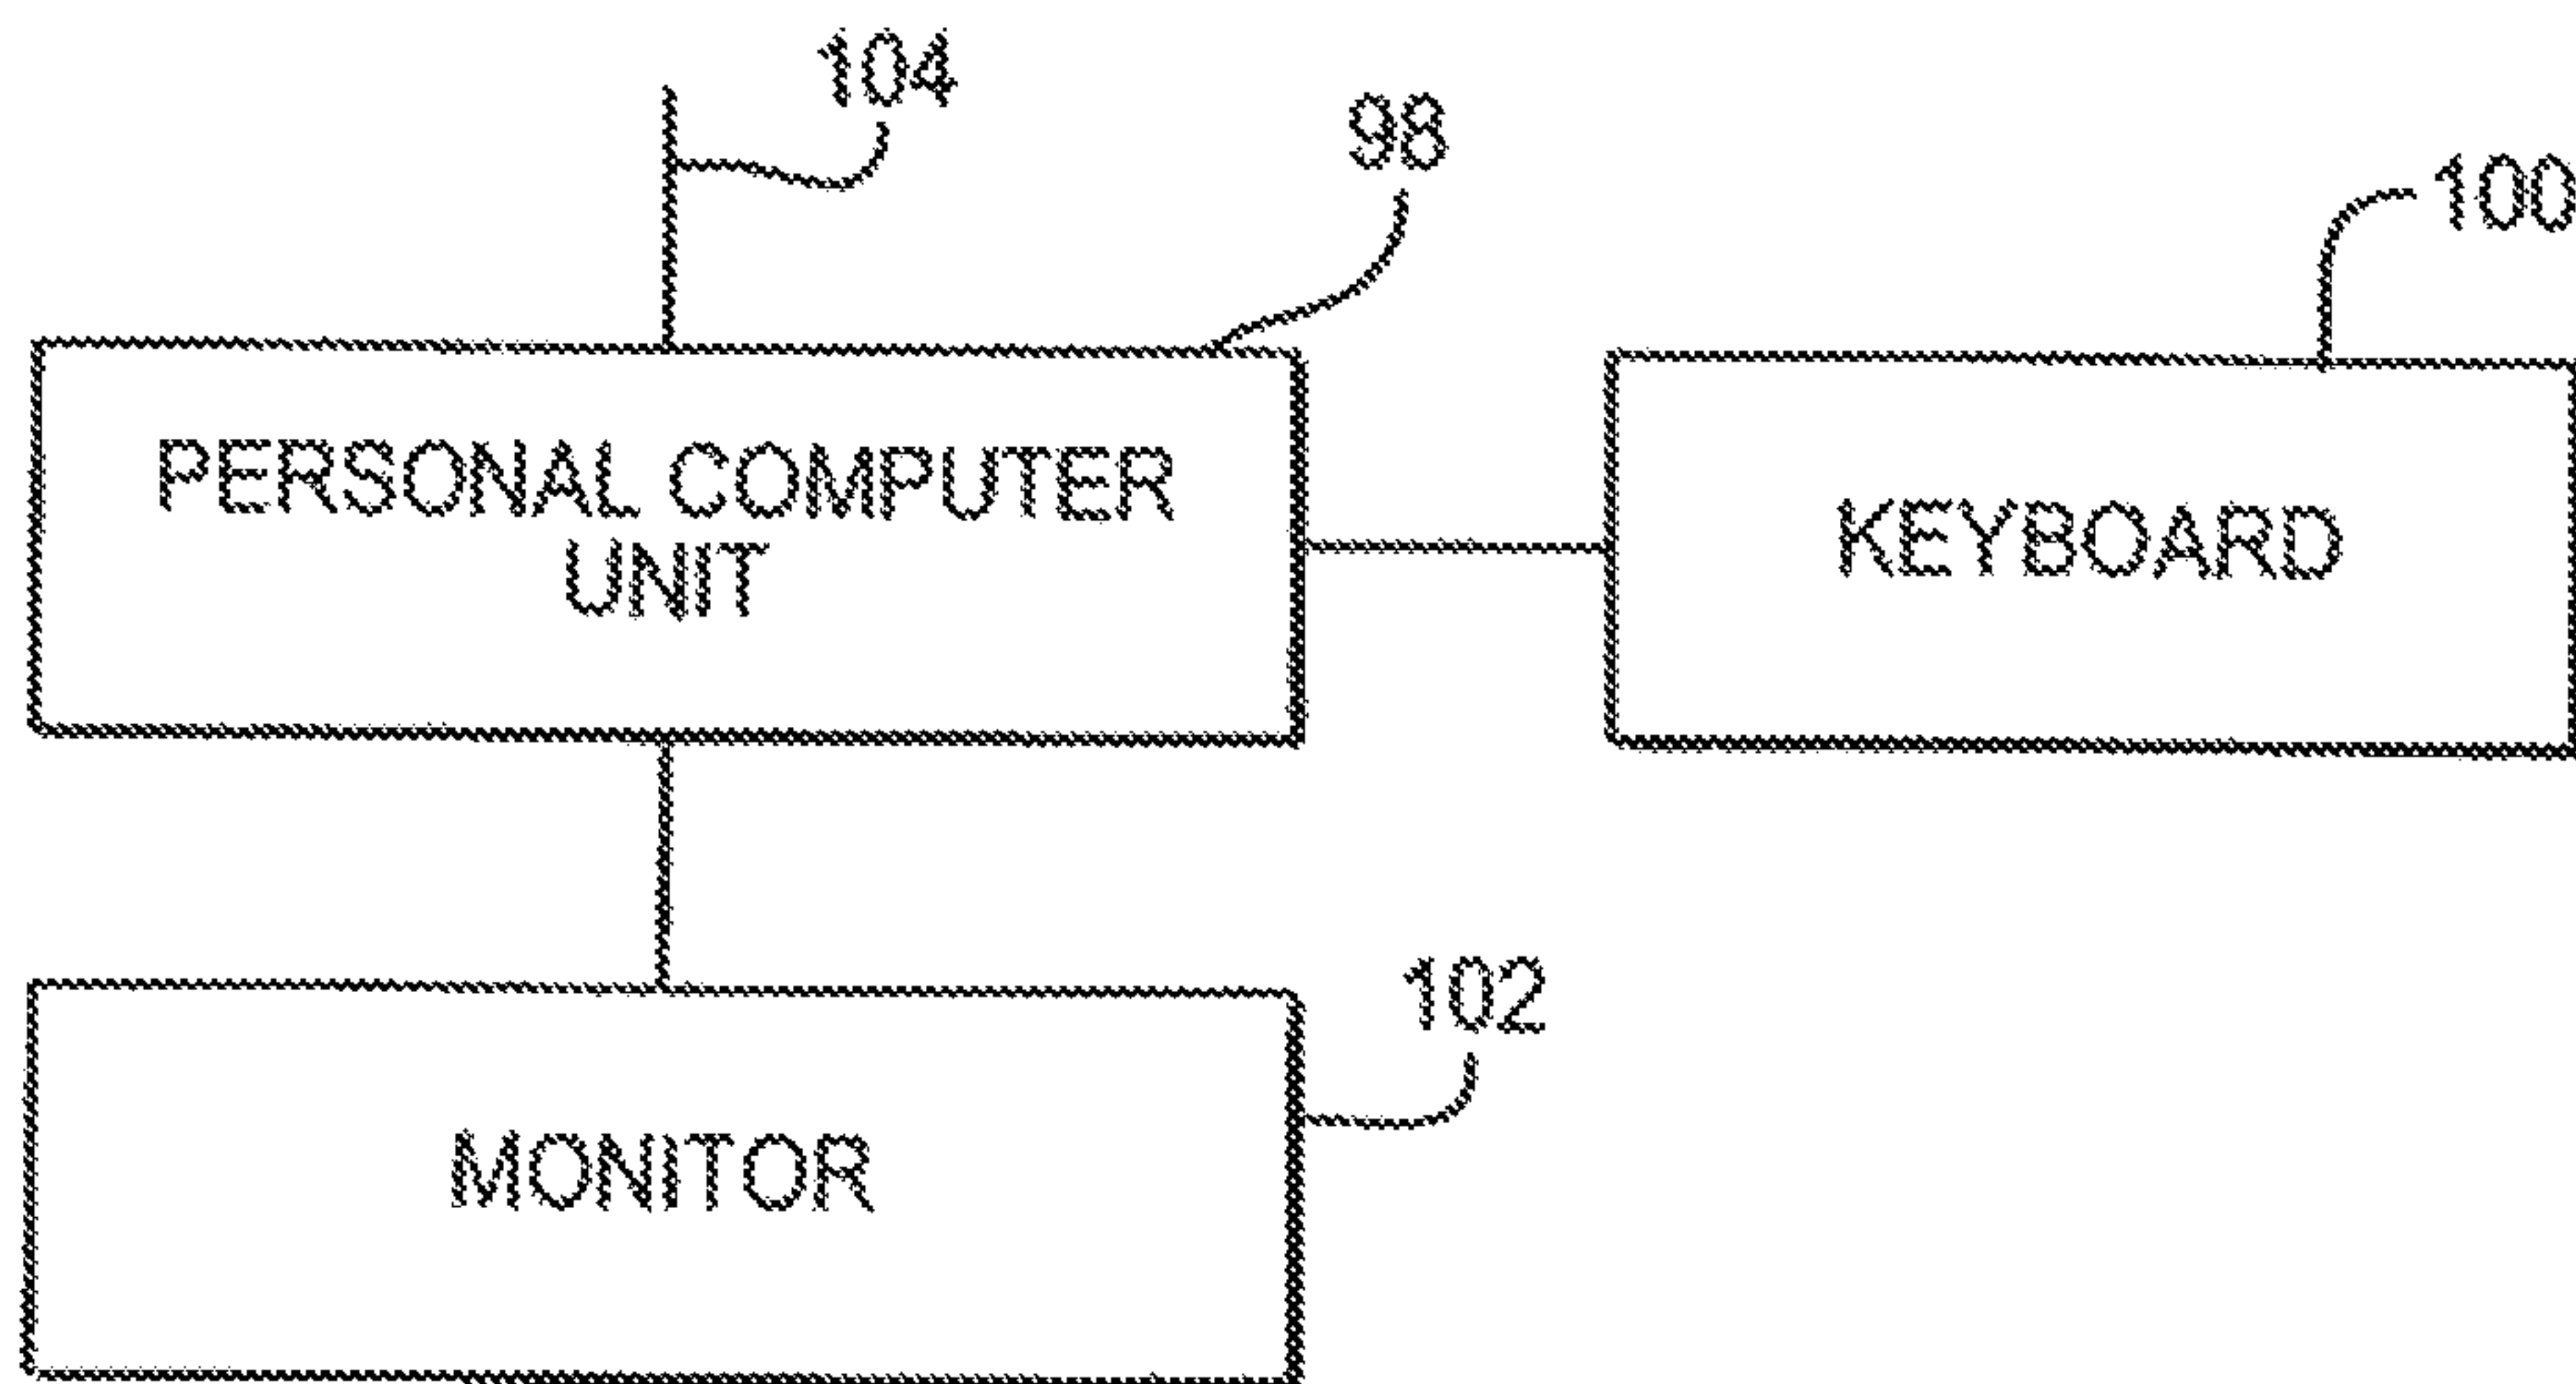 104
98
100
PERSONAL COMPUTER
UNIT
KEYBOARD
102
MONITOR